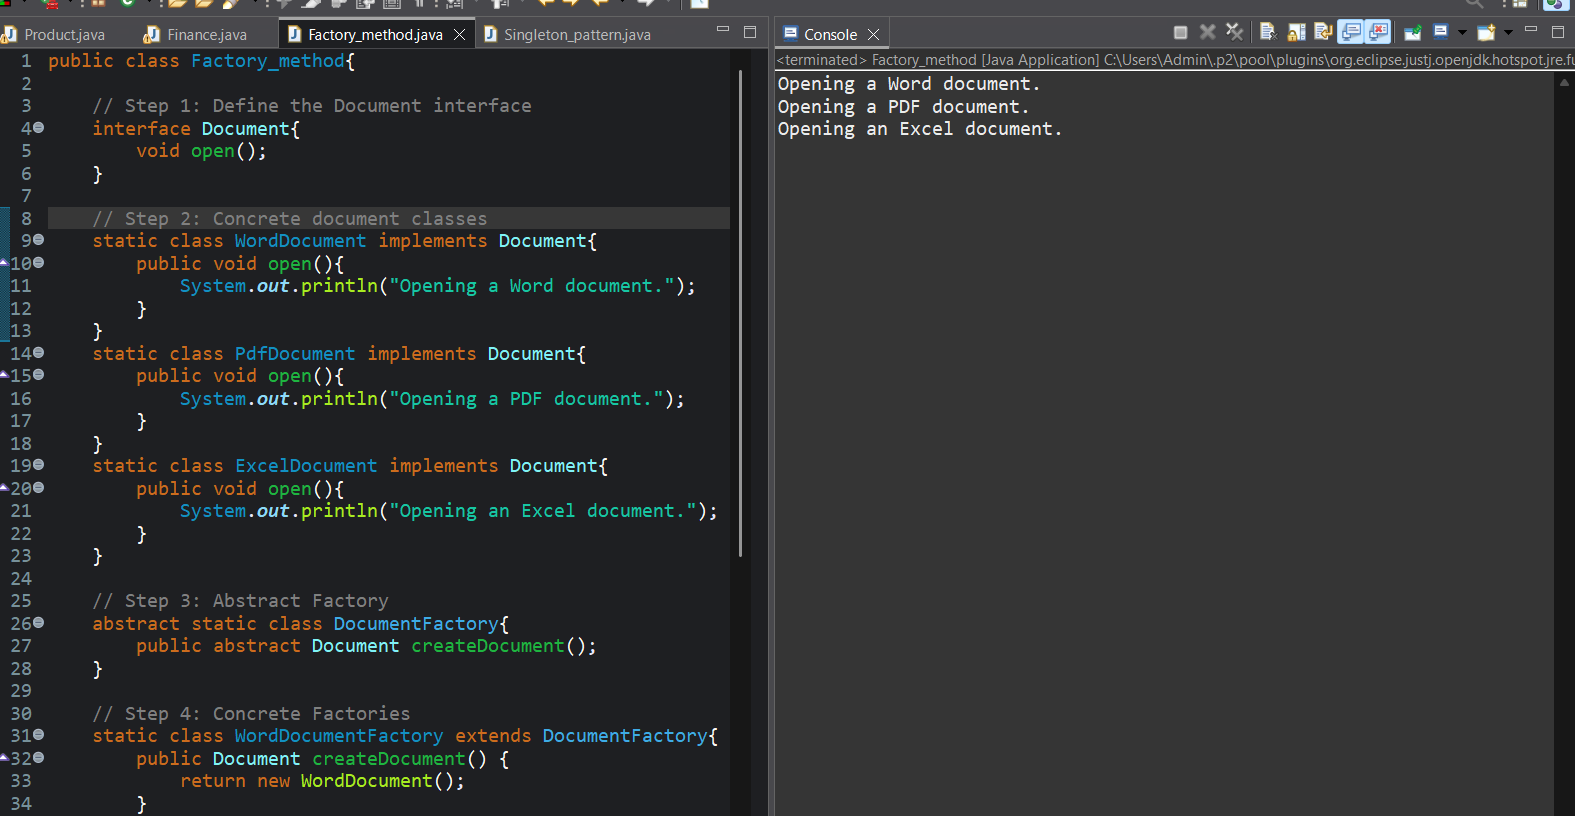 Product.java
Finance.java
Factory_method.java
Singleton_pattern.java
1 public class Factory_method{
2
3     // Step 1: Define the Document interface
4     interface Document{
5         void open();
6     }
7
8     // Step 2: Concrete document classes
9     static class WordDocument implements Document{
10         public void open(){
11             System.out.println("Opening a Word document.");
12         }
13     }
14     static class PdfDocument implements Document{
15         public void open(){
16             System.out.println("Opening a PDF document.");
17         }
18     }
19     static class ExcelDocument implements Document{
20         public void open(){
21             System.out.println("Opening an Excel document.");
22         }
23     }
24
25     // Step 3: Abstract Factory
26     abstract static class DocumentFactory{
27         public abstract Document createDocument();
28     }
29
30     // Step 4: Concrete Factories
31     static class WordDocumentFactory extends DocumentFactory{
32         public Document createDocument() {
33             return new WordDocument();
34         }
Console
<terminated> Factory_method [Java Application] C:\Users\Admin\.p2\pool\plugins\org.eclipse.justj.openjdk.hotspot.jre.fu
Opening a Word document.
Opening a PDF document.
Opening an Excel document.